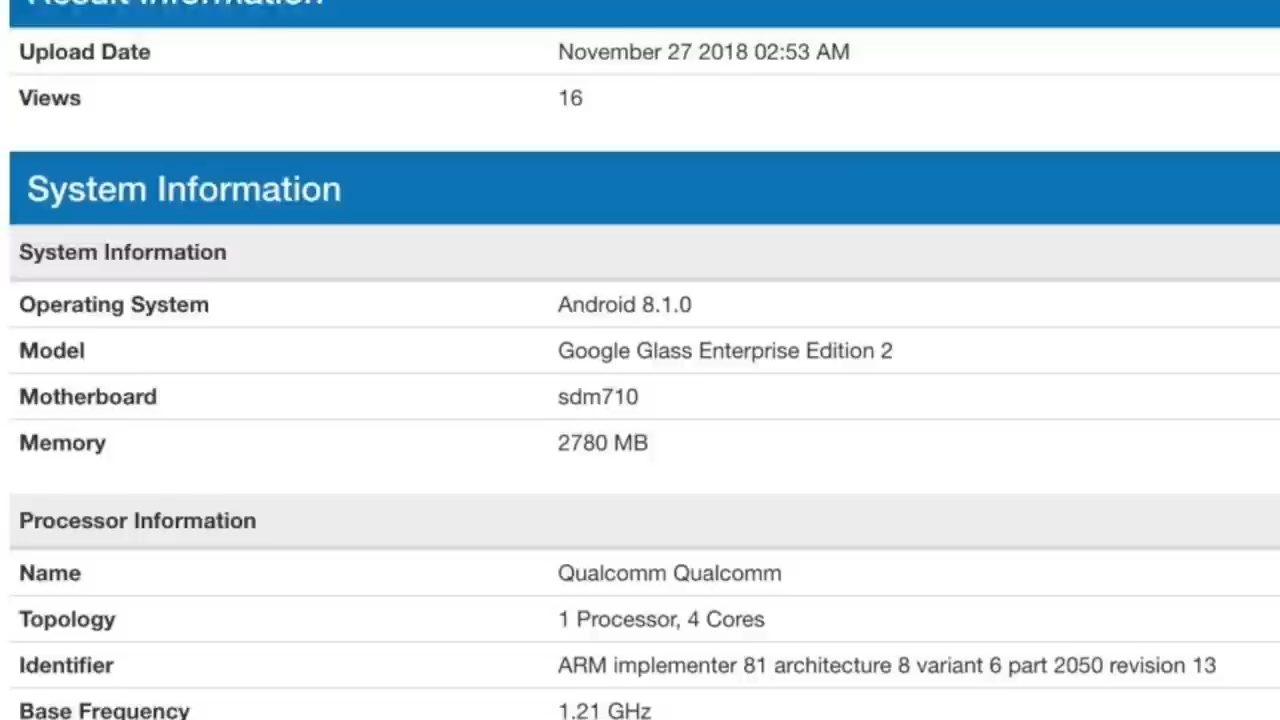 Result Information
Upload Date November 27 2018 02:53 AM
Views 16
System Information
System Information
Operating System Android 8.1.0
Model Google Glass Enterprise Edition 2
Motherboard sdm710
Memory 2780 MB
Processor Information
Name Qualcomm Qualcomm
Topology 1 Processor, 4 Cores
Identifier ARM implementer 81 architecture 8 variant 6 part 2050 revision 13
Base Frequency 1.21 GHz